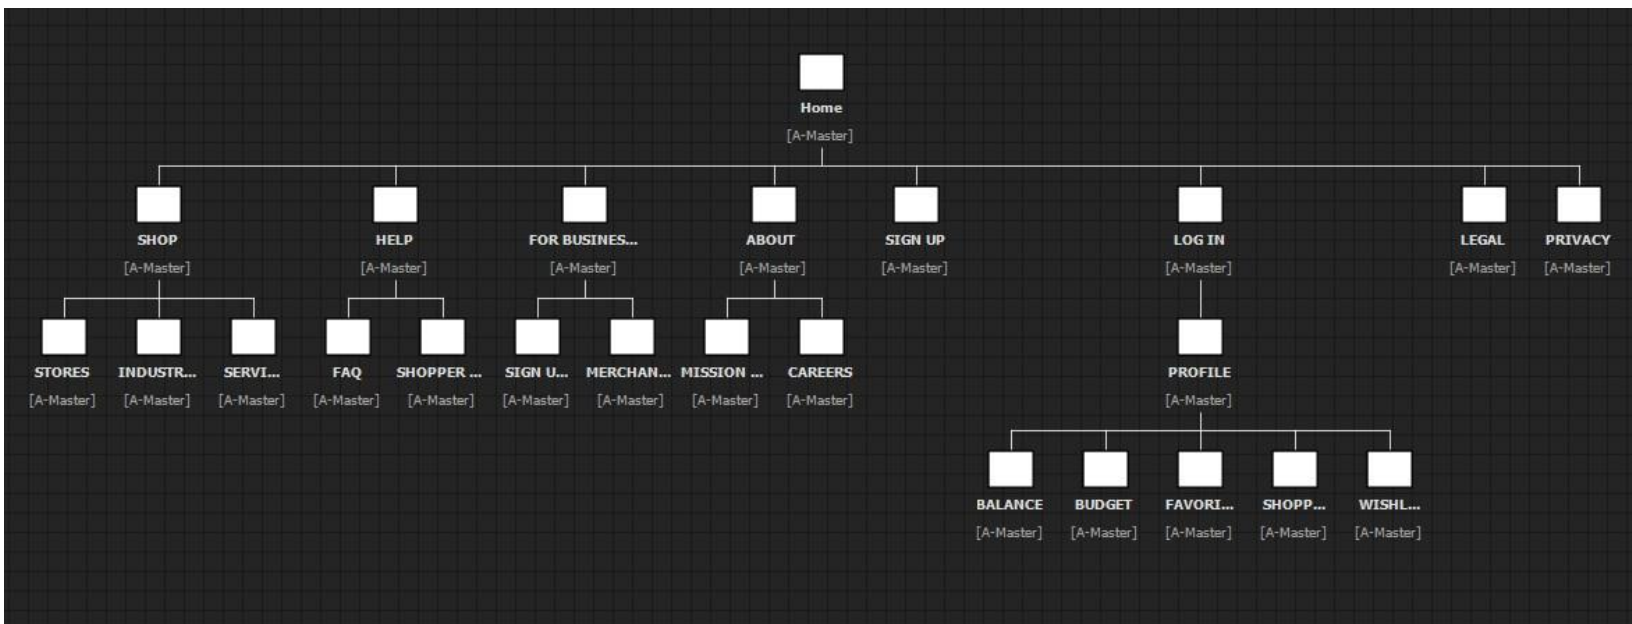 Home
[A-Master]
SHOP HELP FOR BUSINES... ABOUT SIGN UP LOG IN LEGAL PRIVACY
[A-Master] [A-Master] [A-Master] [A-Master] [A-Master] [A-Master] [A-Master] [A-Master]
STORES INDUSTR... SERVI... FAQ SHOPPER ... SIGN U... MERCHAN... MISSION ... CAREERS PROFILE
[A-Master] [A-Master] [A-Master] [A-Master] [A-Master] [A-Master] [A-Master] [A-Master] [A-Master] [A-Master]
BALANCE BUDGET FAVORI... SHOPP... WISHL...
[A-Master] [A-Master] [A-Master] [A-Master] [A-Master]